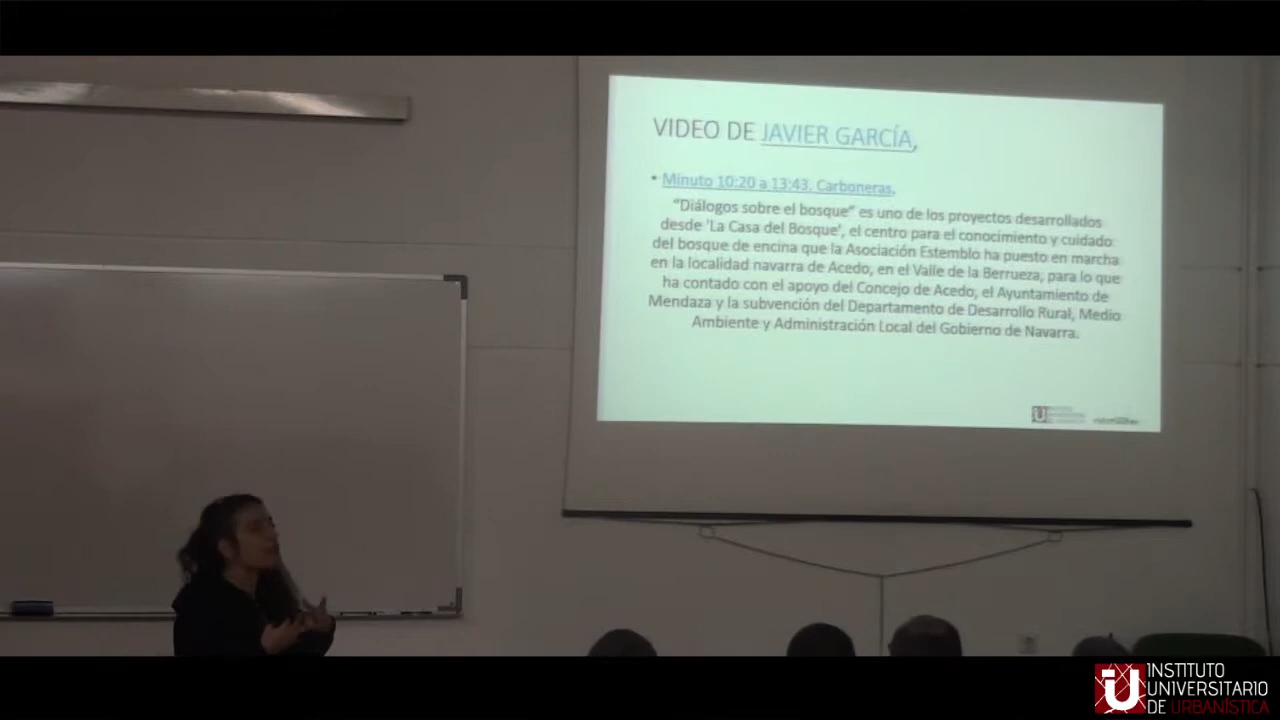 VIDEO DE JAVIER GARCÍA,
• Minuto 10:20 a 13:43. Carboneras.
"Diálogos sobre el bosque" es uno de los proyectos desarrollados
desde 'La Casa del Bosque', el centro para el conocimiento y cuidado
del bosque de encina que la Asociación Estemblo ha puesto en marcha
en la localidad navarra de Acedo, en el Valle de la Berrueza, para lo que
ha contado con el apoyo del Concejo de Acedo, el Ayuntamiento de
Mendaza y la subvención del Departamento de Desarrollo Rural, Medio
Ambiente y Administración Local del Gobierno de Navarra.
INSTITUTO
UNIVERSITARIO
DE URBANÍSTICA